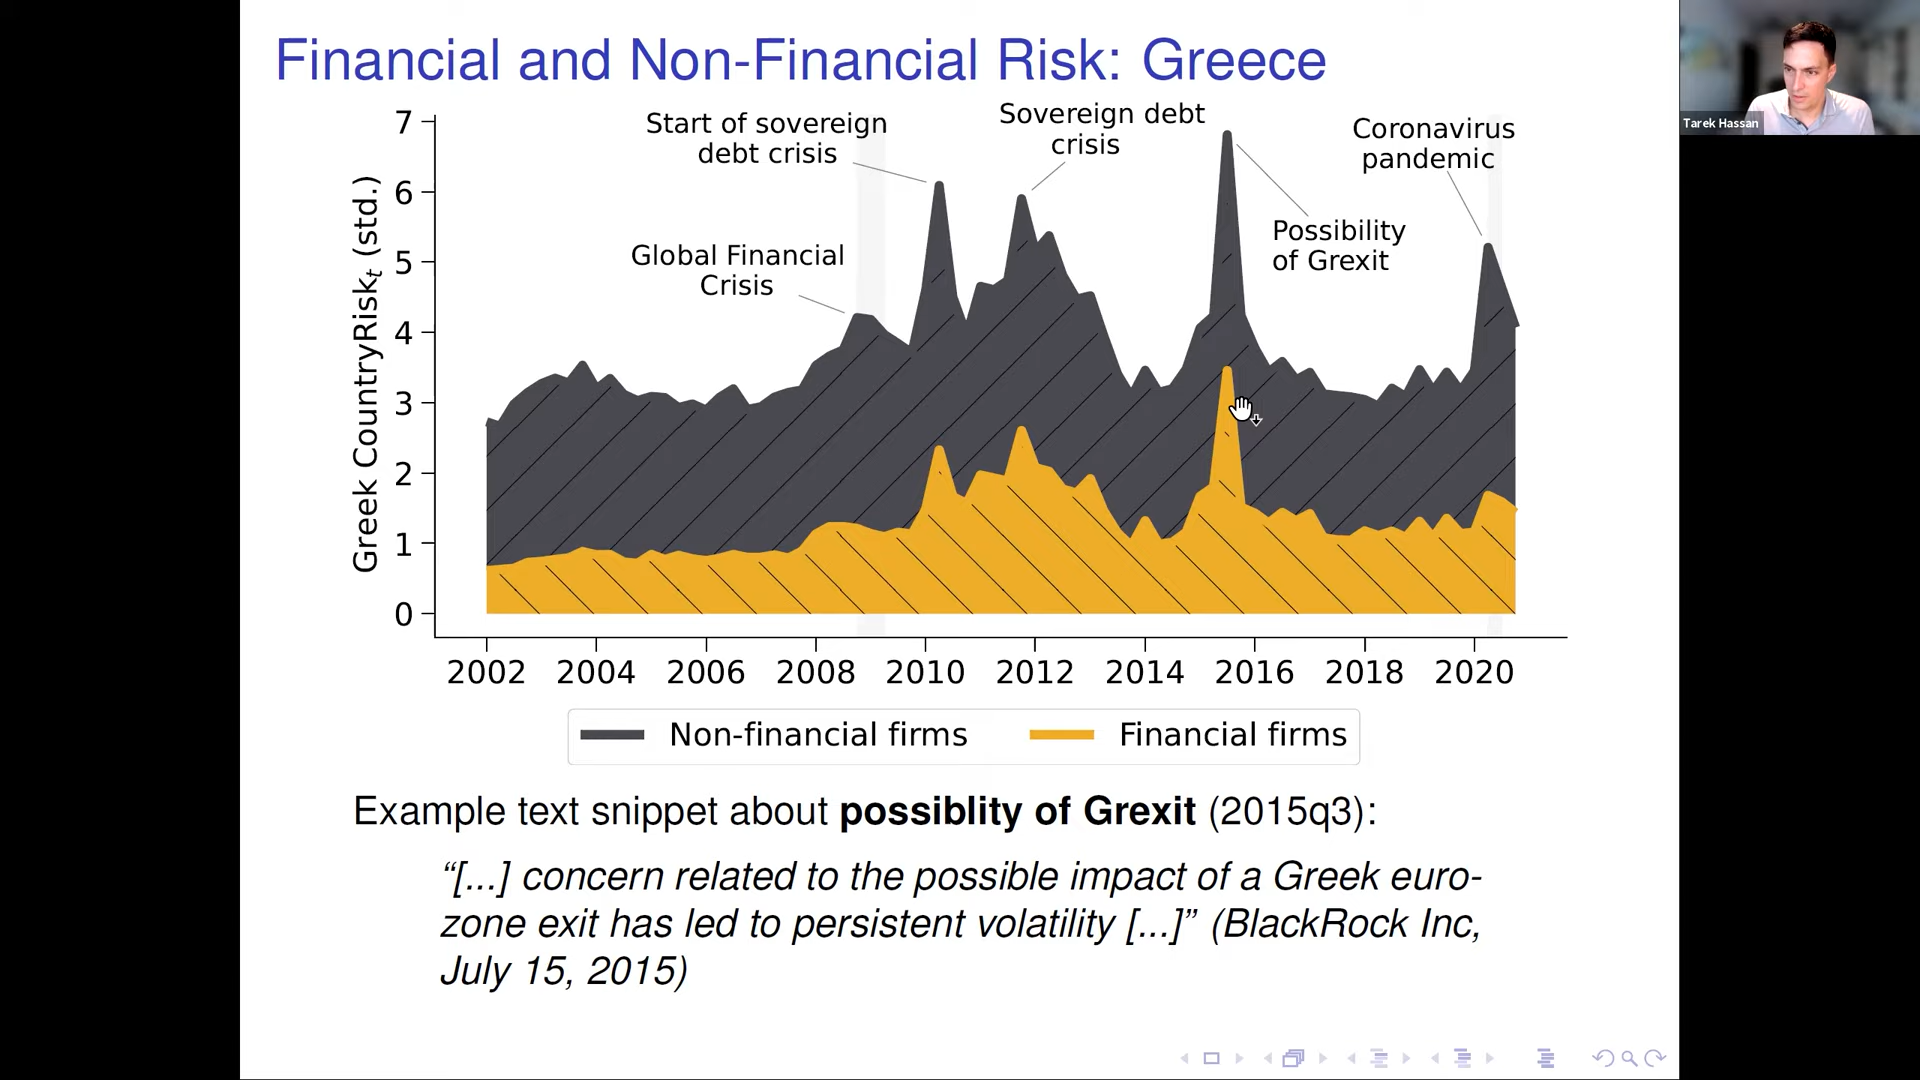 Financial and Non-Financial Risk: Greece
Tarek Hassan
Greek CountryRiskt (std.)
7
6
5
4
3
2
1
0
Start of sovereign
debt crisis
Sovereign debt
crisis
Coronavirus
pandemic
Global Financial
Crisis
Possibility
of Grexit
2002 2004 2006 2008 2010 2012 2014 2016 2018 2020
Non-financial firms Financial firms
Example text snippet about possiblity of Grexit (2015q3):
“[...] concern related to the possible impact of a Greek euro-
zone exit has led to persistent volatility [...]” (BlackRock Inc,
July 15, 2015)